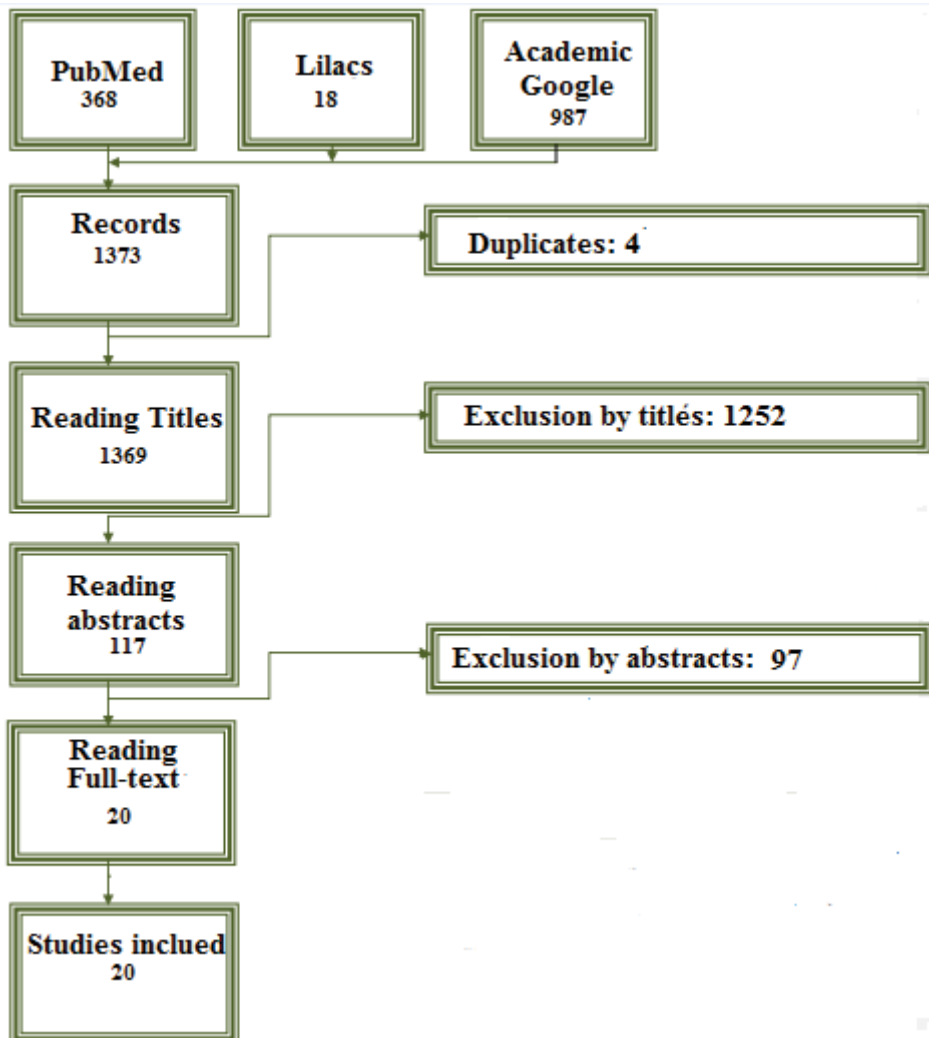 PubMed
368
Lilacs
18
Academic
Google
987
Records
1373
Duplicates: 4
Reading Titles
1369
Exclusion by titlés: 1252
Reading
abstracts
117
Exclusion by abstracts: 97
Reading
Full-text
20
Studies inclued
20